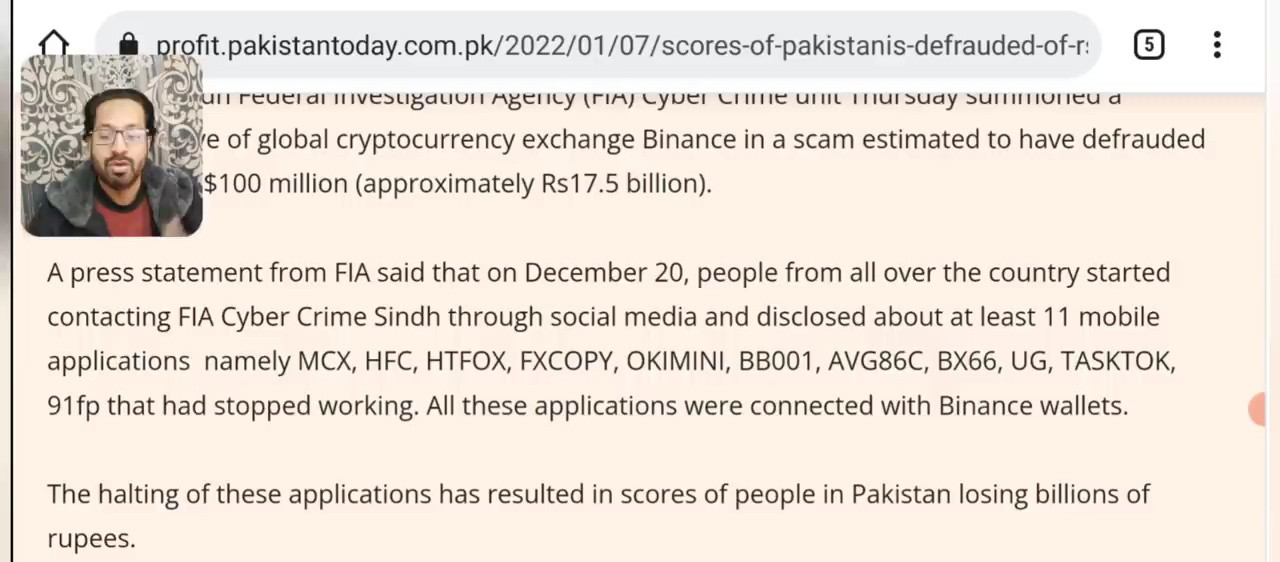 profit.pakistantoday.com.pk/2022/01/07/scores-of-pakistanis-defrauded-of-r
5
Federal Investigation Agency (FIA) Cyber Crime unit Thursday summoned a
of global cryptocurrency exchange Binance in a scam estimated to have defrauded
$100 million (approximately Rs17.5 billion).
A press statement from FIA said that on December 20, people from all over the country started
contacting FIA Cyber Crime Sindh through social media and disclosed about at least 11 mobile
applications namely MCX, HFC, HTFOX, FXCOPY, OKIMINI, BB001, AVG86C, BX66, UG, TASKTOK,
91fp that had stopped working. All these applications were connected with Binance wallets.
The halting of these applications has resulted in scores of people in Pakistan losing billions of
rupees.